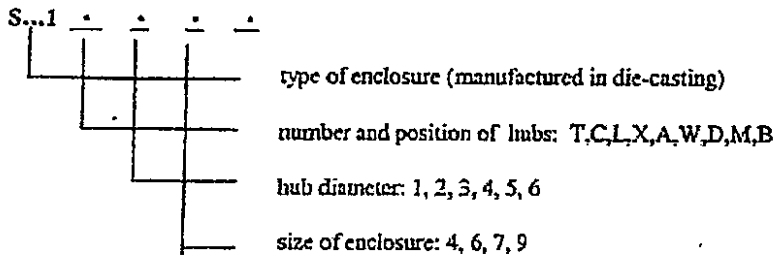 S...1 . . . .
type of enclosure (manufactured in die-casting)
number and position of hubs: T,C,L,X,A,W,D,M,B
hub diameter: 1, 2, 3, 4, 5, 6
size of enclosure: 4, 6, 7, 9